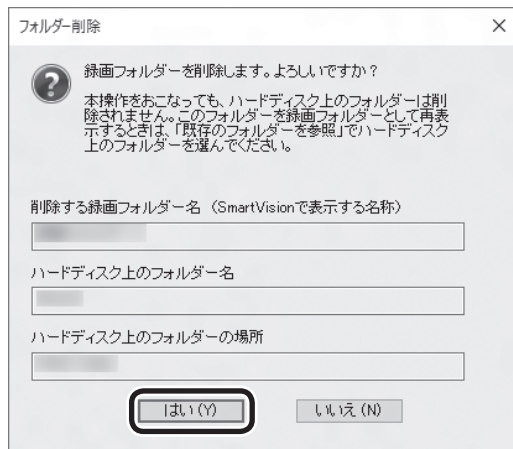 フォルダー削除
録画フォルダーを削除します。よろしいですか？
本操作をおこなっても、ハードディスク上のフォルダーは削
除されません。このフォルダーを録画フォルダーとして再表
示するときは、「既存のフォルダーを参照」でハードディスク
上のフォルダーを選んでください。
削除する録画フォルダー名（SmartVisionで表示する名称）
ハードディスク上のフォルダー名
ハードディスク上のフォルダーの場所
はい(Y) いいえ(N)